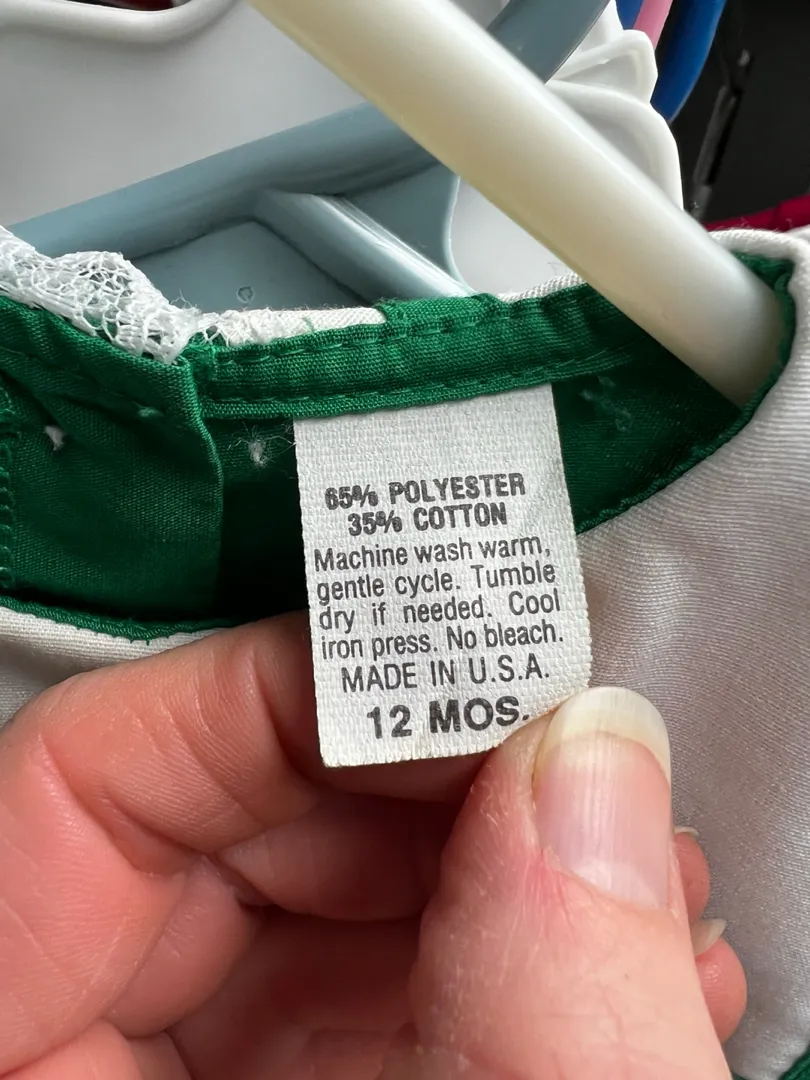 65% POLYESTER
35% COTTON
Machine wash warm,
gentle cycle. Tumble
dry if needed. Cool
iron press. No bleach.
MADE IN U.S.A.
12 MOS.